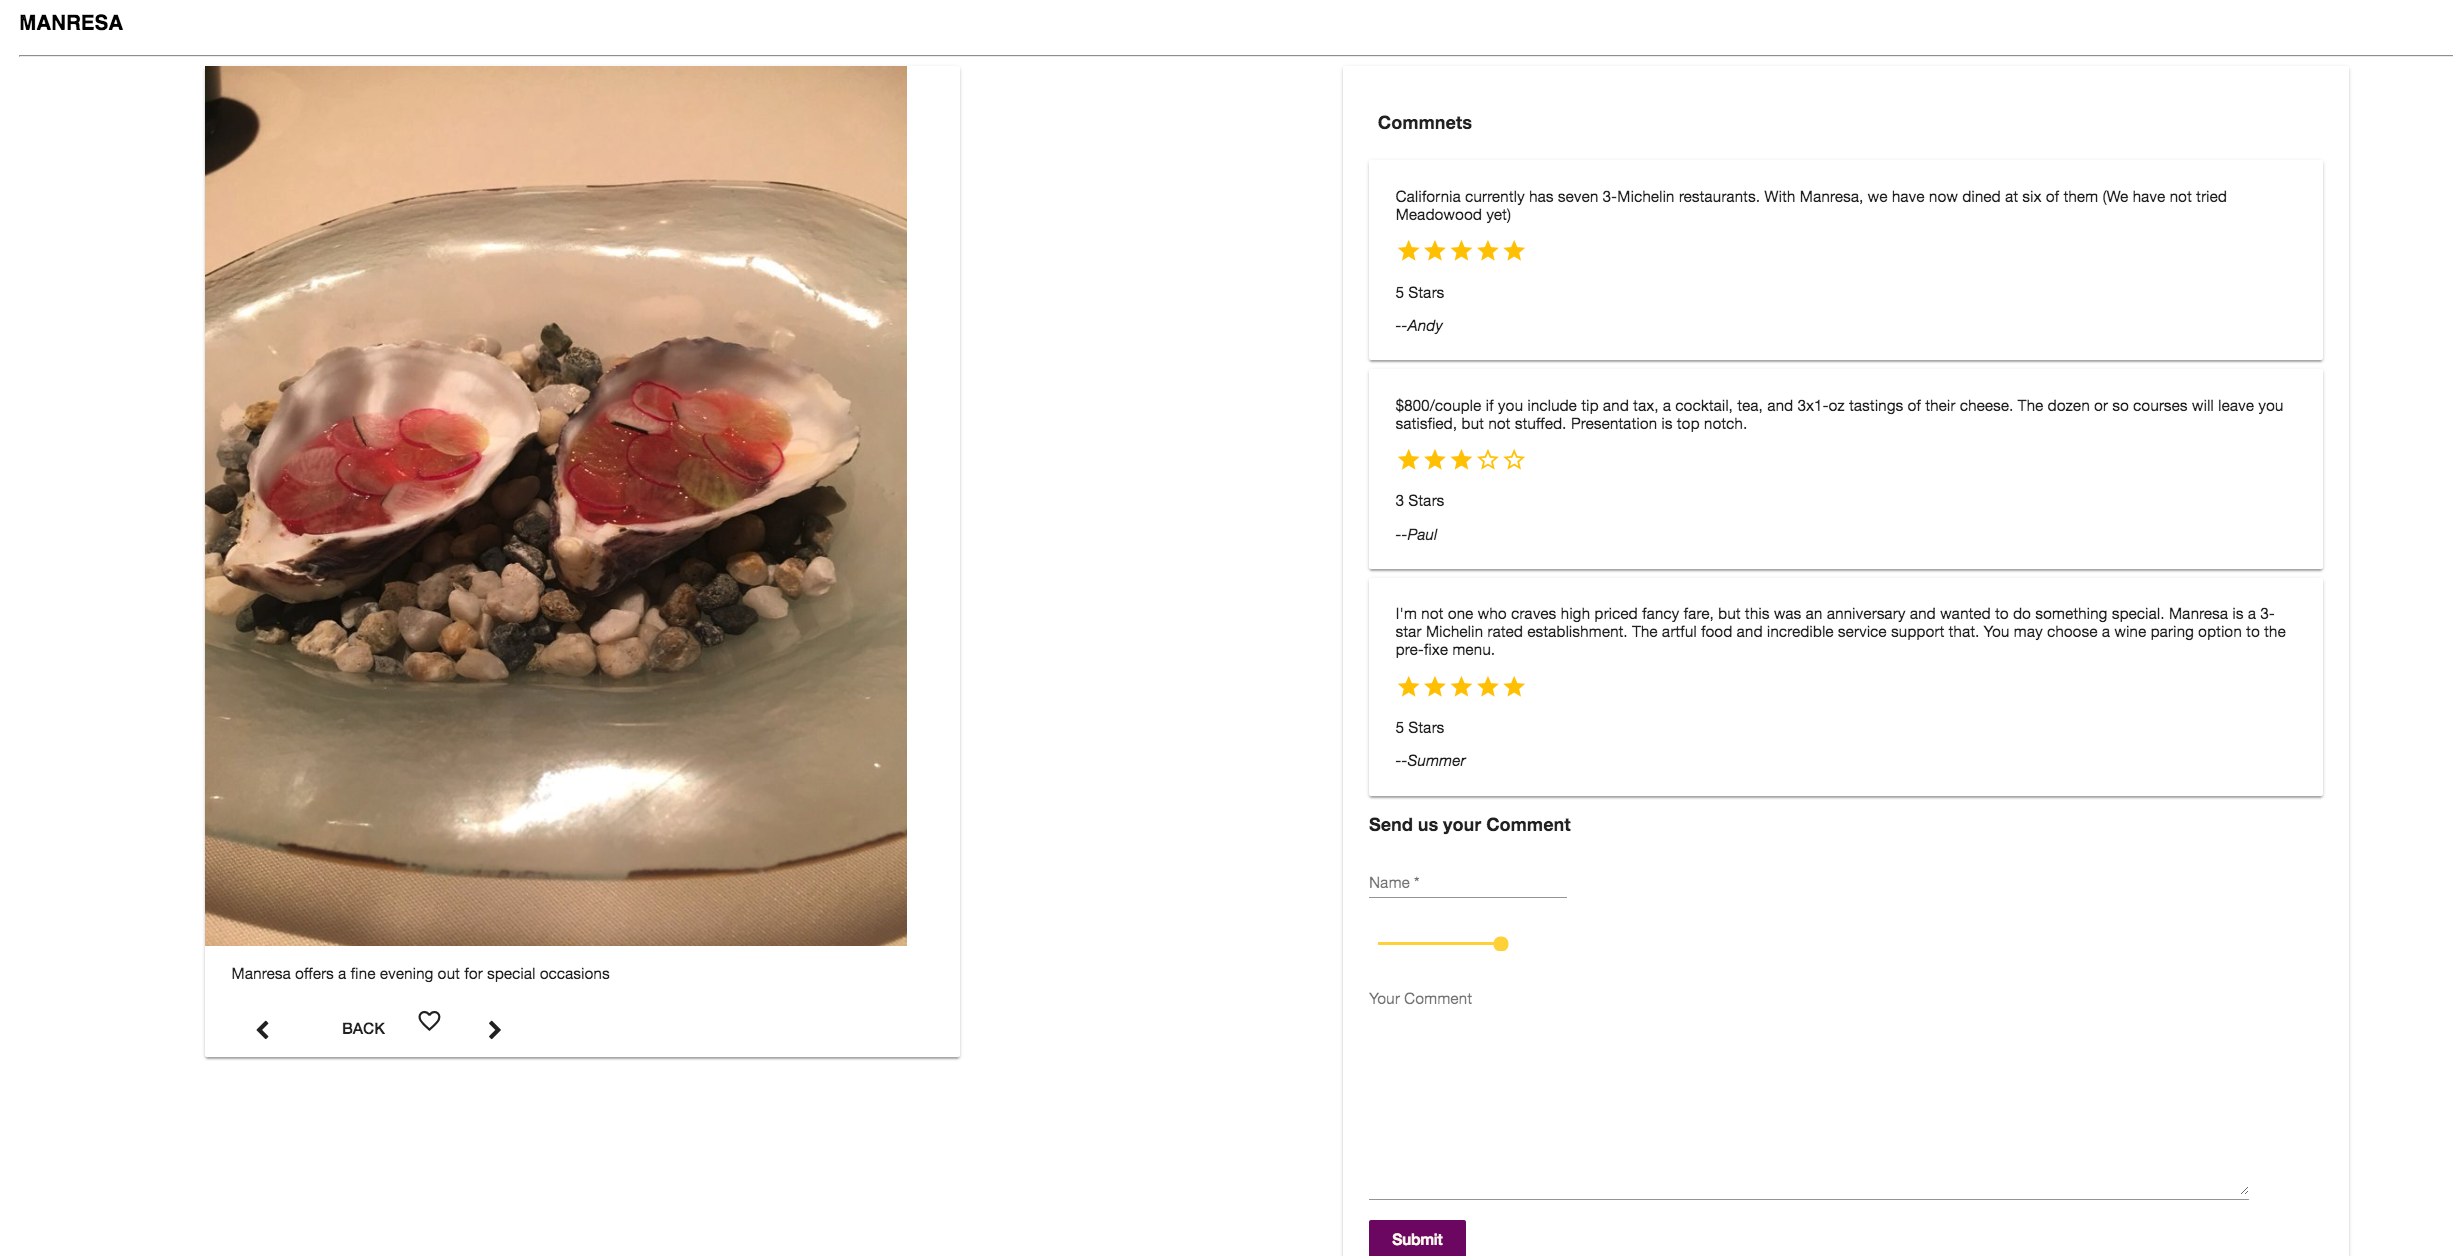 MANRESA
Manresa offers a fine evening out for special occasions
BACK
Commnets
California currently has seven 3-Michelin restaurants. With Manresa, we have now dined at six of them (We have not tried
Meadowood yet)
5 Stars
--Andy
$800/couple if you include tip and tax, a cocktail, tea, and 3x1-oz tastings of their cheese. The dozen or so courses will leave you
satisfied, but not stuffed. Presentation is top notch.
3 Stars
--Paul
I'm not one who craves high priced fancy fare, but this was an anniversary and wanted to do something special. Manresa is a 3-
star Michelin rated establishment. The artful food and incredible service support that. You may choose a wine paring option to the
pre-fixe menu.
5 Stars
--Summer
Send us your Comment
Name *
Your Comment
Submit